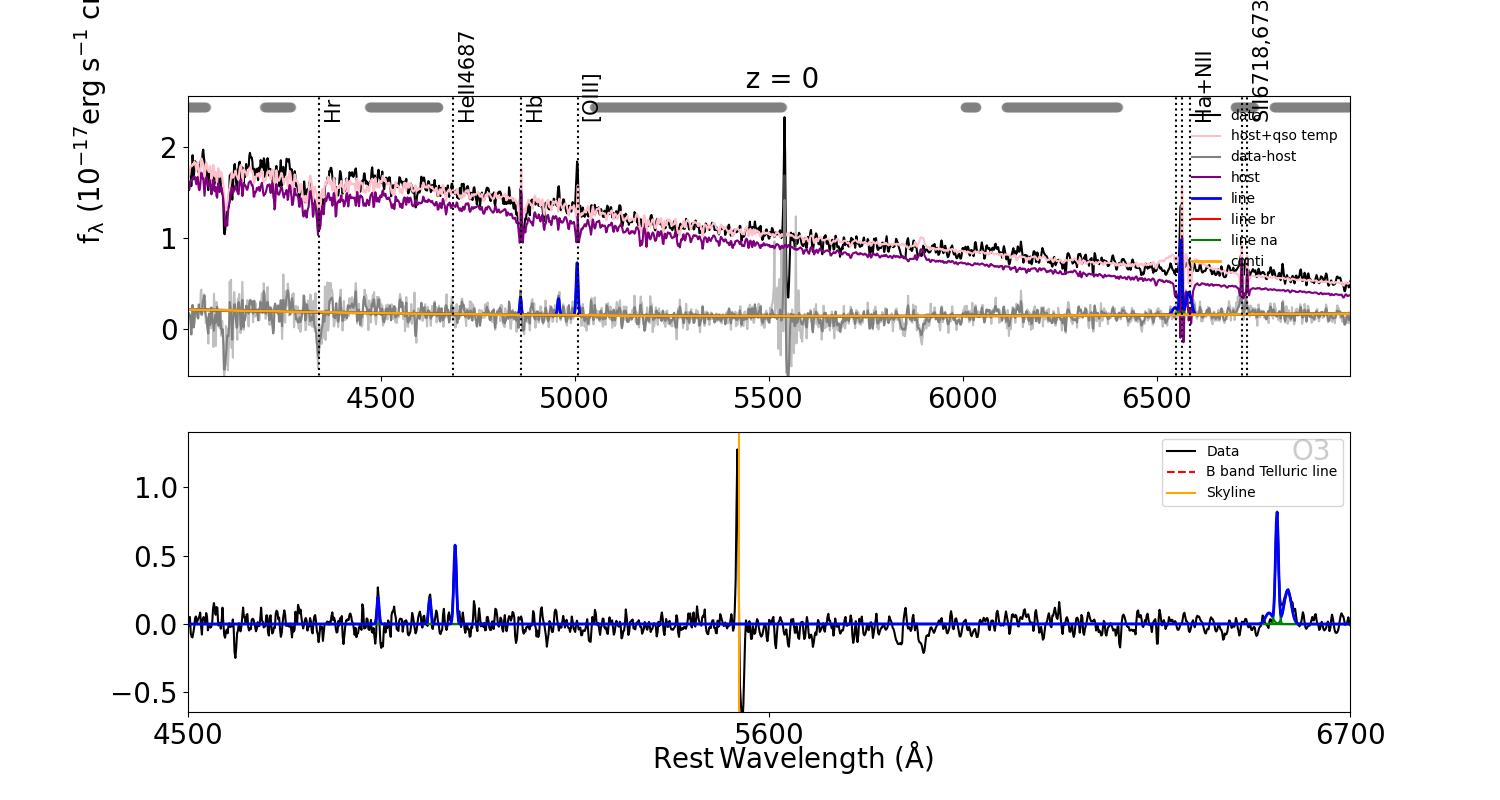 z = 0
f_λ (10^−17 erg s^−1 c
Hr
HeII4687
Hb
[OIII]
Ha+NII
SII6718,673
data
host+qso temp
data-host
host
line
line br
line na
conti
2
1
0
4500
5000
5500
6000
6500
O3
Data
B band Telluric line
Skyline
1.0
0.5
0.0
−0.5
4500
5600
6700
Rest Wavelength (Å)